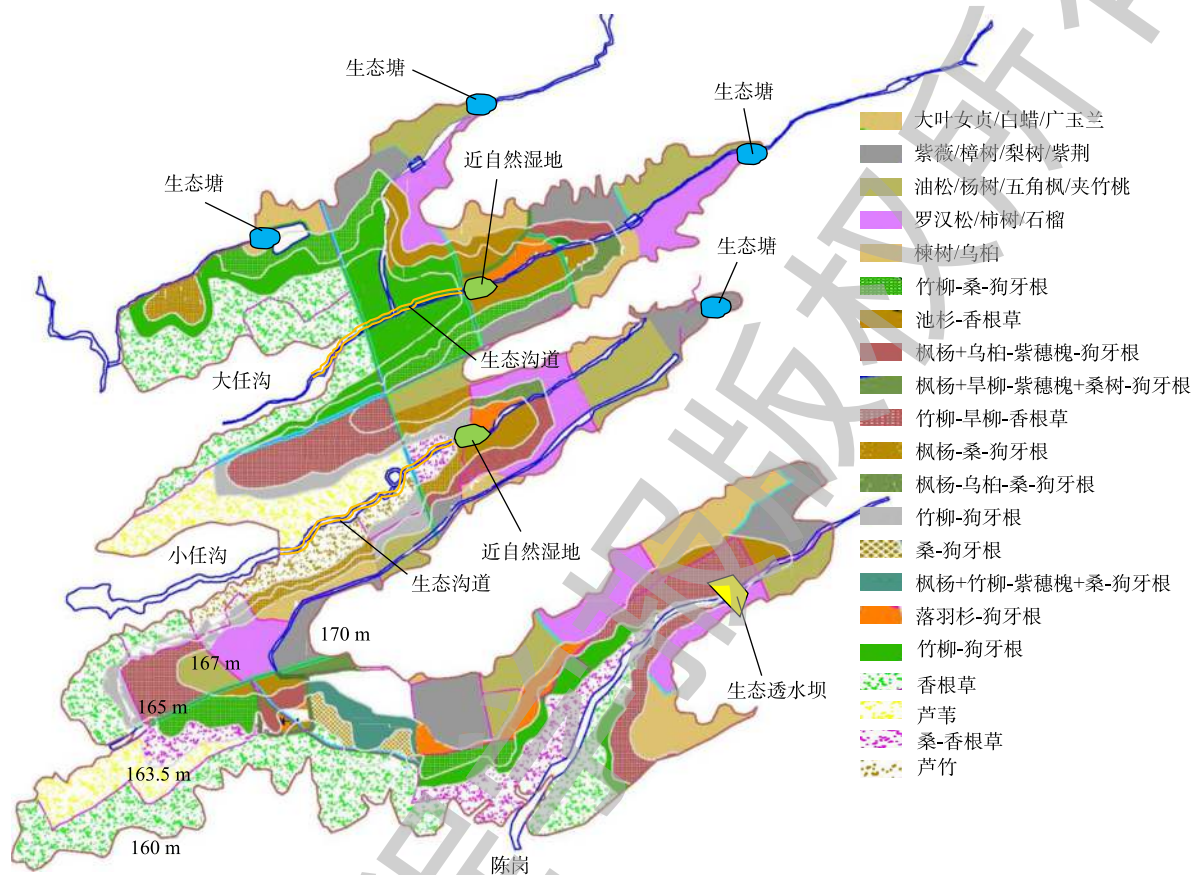 生态塘
生态塘
近自然湿地
生态塘
生态塘
生态沟道
大任沟
小任沟
近自然湿地
生态沟道
170 m
167 m
165 m
163.5 m
160 m
生态透水坝
陈岗
大叶女贞/白蜡/广玉兰
紫薇/樟树/梨树/紫荆
油松/杨树/五角枫/夹竹桃
罗汉松/柿树/石榴
楝树/乌桕
竹柳-桑-狗牙根
池杉-香根草
枫杨+乌桕-紫穗槐-狗牙根
枫杨+旱柳-紫穗槐+桑树-狗牙根
竹柳-旱柳-香根草
枫杨-桑-狗牙根
枫杨-乌桕-桑-狗牙根
竹柳-狗牙根
桑-狗牙根
枫杨+竹柳-紫穗槐+桑-狗牙根
落羽杉-狗牙根
竹柳-狗牙根
香根草
芦苇
桑-香根草
芦竹
版权所有